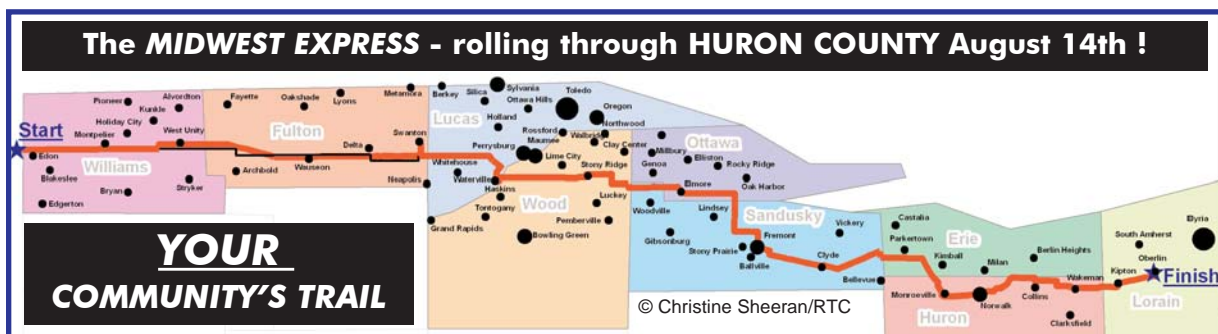 The MIDWEST EXPRESS - rolling through HURON COUNTY August 14th !
Start
Finish
Williams
Pioneer
Alvordton
Kunkle
Holiday City
Montpelier
West Unity
Edon
Blakeslee
Bryan
Stryker
Edgerton
Fulton
Fayette
Oakshade
Lyons
Metamora
Delta
Swanton
Archbold
Wauseon
Lucas
Berkey
Silica
Sylvania
Ottawa Hills
Toledo
Oregon
Holland
Northwood
Rossford
Maumee
Walbridge
Perrysburg
Lime City
Clay Center
Stony Ridge
Whitehouse
Waterville
Neapolis
Haskins
Wood
Luckey
Tontogany
Grand Rapids
Pemberville
Bowling Green
Ottawa
Millbury
Elliston
Genoa
Rocky Ridge
Oak Harbor
Elmore
Woodville
Lindsey
Sandusky
Vickery
Gibsonburg
Fremont
Stony Prairie
Ballville
Clyde
Bellevue
Castalia
Parkertown
Erie
Kimball
Milan
Berlin Heights
Monroeville
Norwalk
Huron
Collins
Wakeman
Clarksfield
South Amherst
Elyria
Oberlin
Kipton
Lorain
YOUR
COMMUNITY'S TRAIL
© Christine Sheeran/RTC